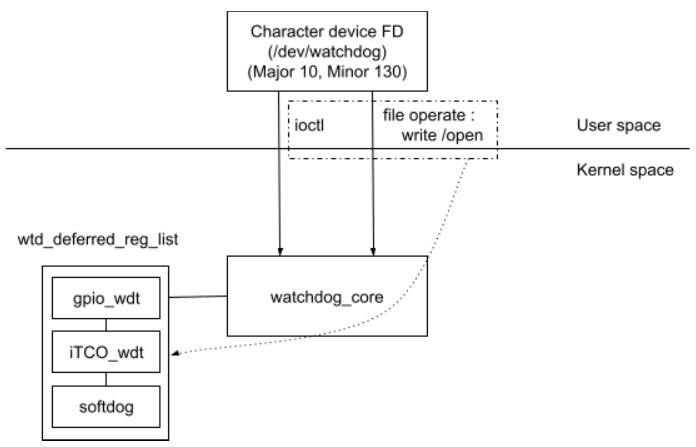 Character device FD
(/dev/watchdog)
(Major 10, Minor 130)
ioctl
file operate :
write /open
User space
Kernel space
wtd_deferred_reg_list
gpio_wdt
watchdog_core
iTCO_wdt
softdog